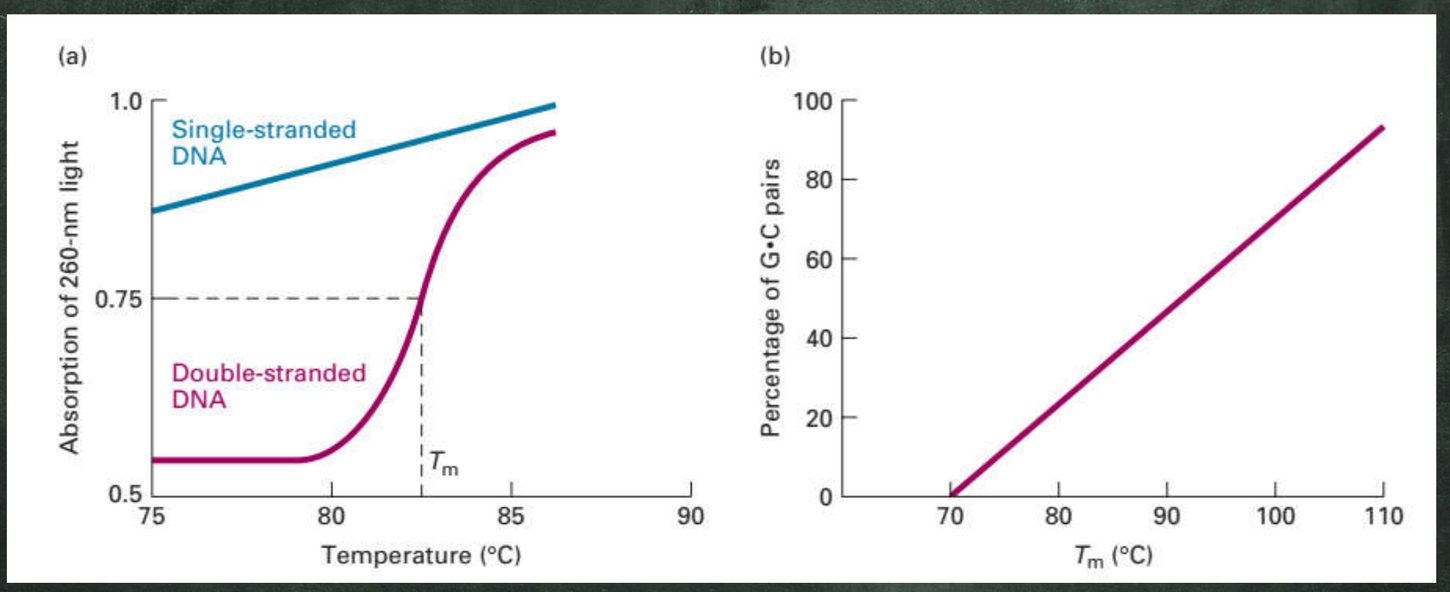 (a)
Absorption of 260-nm light
1.0
0.75
0.5
Single-stranded
DNA
Double-stranded
DNA
Tm
75 80 85 90
Temperature (°C)
(b)
Percentage of G•C pairs
100
80
60
40
20
0
70 80 90 100 110
Tm (°C)